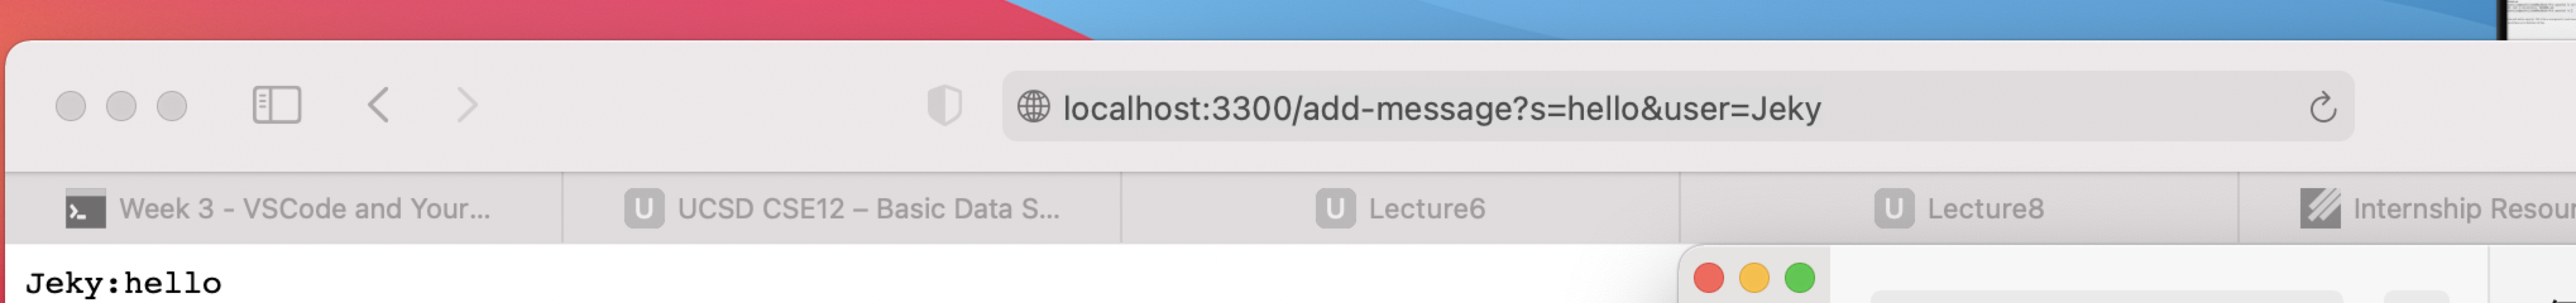 localhost:3300/add-message?s=hello&user=Jeky
Week 3 - VSCode and Your...
U UCSD CSE12 – Basic Data S...
U Lecture6
U Lecture8
Internship Resour
Jeky:hello